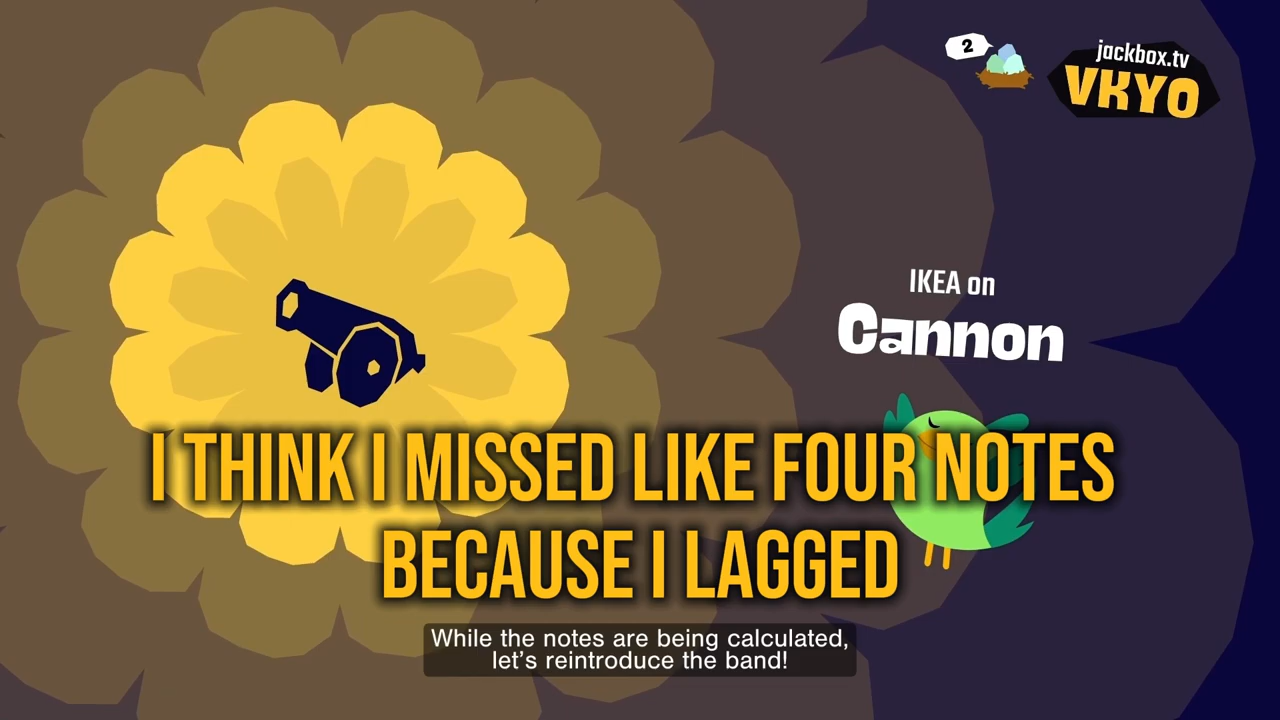 2
jackbox.tv
VKYO
IKEA on
Cannon
I THINK I MISSED LIKE FOUR NOTES
BECAUSE I LAGGED
While the notes are being calculated,
let's reintroduce the band!